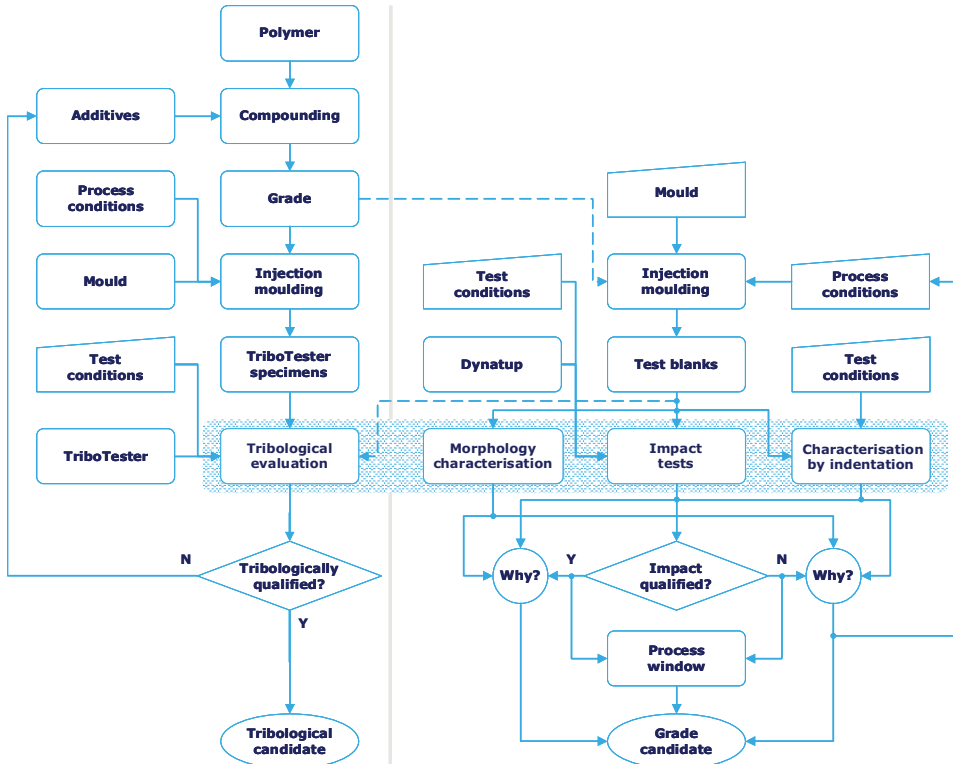 Polymer
Additives
Compounding
Process
conditions
Grade
Mould
Mould
Injection
moulding
Test
conditions
Injection
moulding
Process
conditions
Test
conditions
TriboTester
specimens
Dynatup
Test blanks
Test
conditions
TriboTester
Tribological
evaluation
Morphology
characterisation
Impact
tests
Characterisation
by indentation
N
Tribologically
qualified?
Y
Why?
Y
Impact
qualified?
N
Why?
Process
window
Tribological
candidate
Grade
candidate